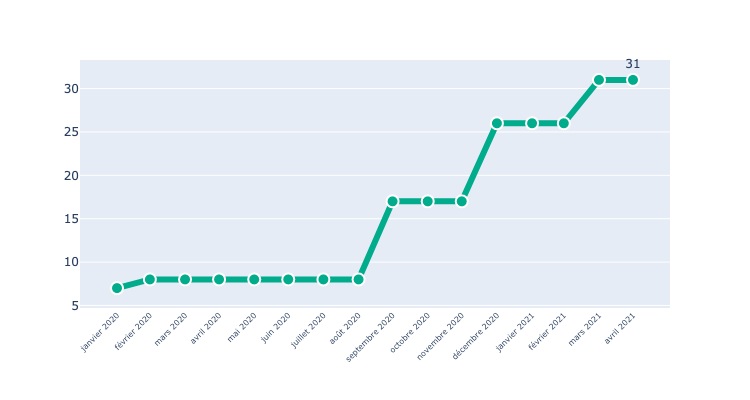 31
30
25
20
15
10
5
janvier 2020
février 2020
mars 2020
avril 2020
mai 2020
juin 2020
juillet 2020
août 2020
septembre 2020
octobre 2020
novembre 2020
décembre 2020
janvier 2021
février 2021
mars 2021
avril 2021